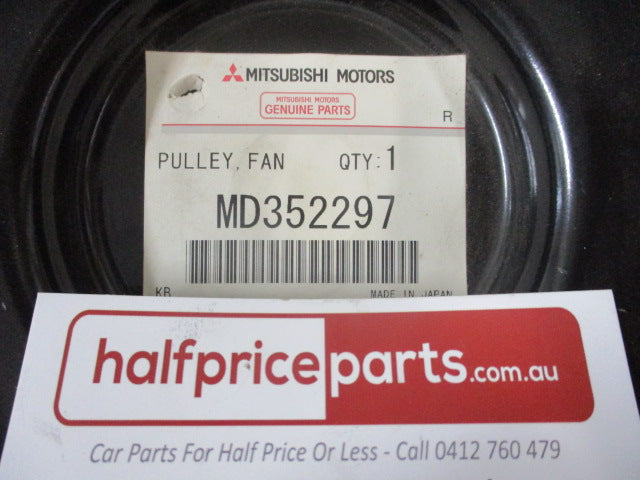 MITSUBISHI MOTORS
MITSUBISHI MOTORS
GENUINE PARTS
R
PULLEY, FAN QTY:1
MD352297
KR MADE IN JAPAN
halfpriceparts.com.au
Car Parts For Half Price Or Less - Call 0412 760 479